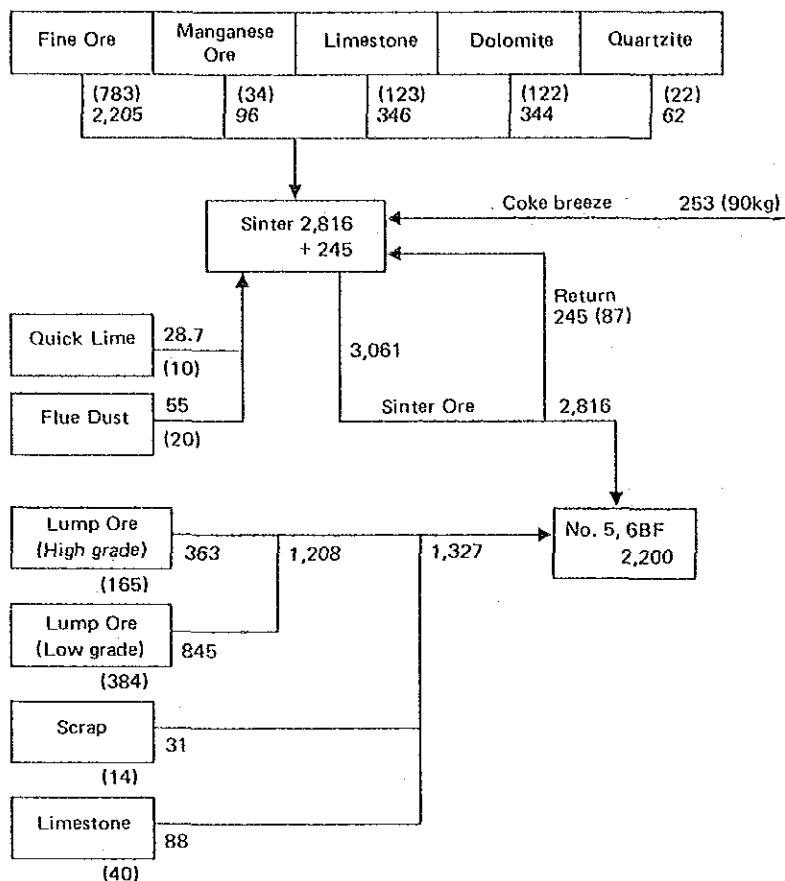 Fine Ore
Manganese
Ore
Limestone
Dolomite
Quartzite
(783)
2,205
(34)
96
(123)
346
(122)
344
(22)
62
Coke breeze 253 (90kg)
Sinter 2,816
+ 245
Return
245 (87)
Quick Lime
28.7
(10)
3,061
Flue Dust
55
(20)
Sinter Ore
2,816
Lump Ore
(High grade)
363
(165)
1,208
1,327
No. 5, 6BF
2,200
Lump Ore
(Low grade)
845
(384)
Scrap
31
(14)
Limestone
88
(40)